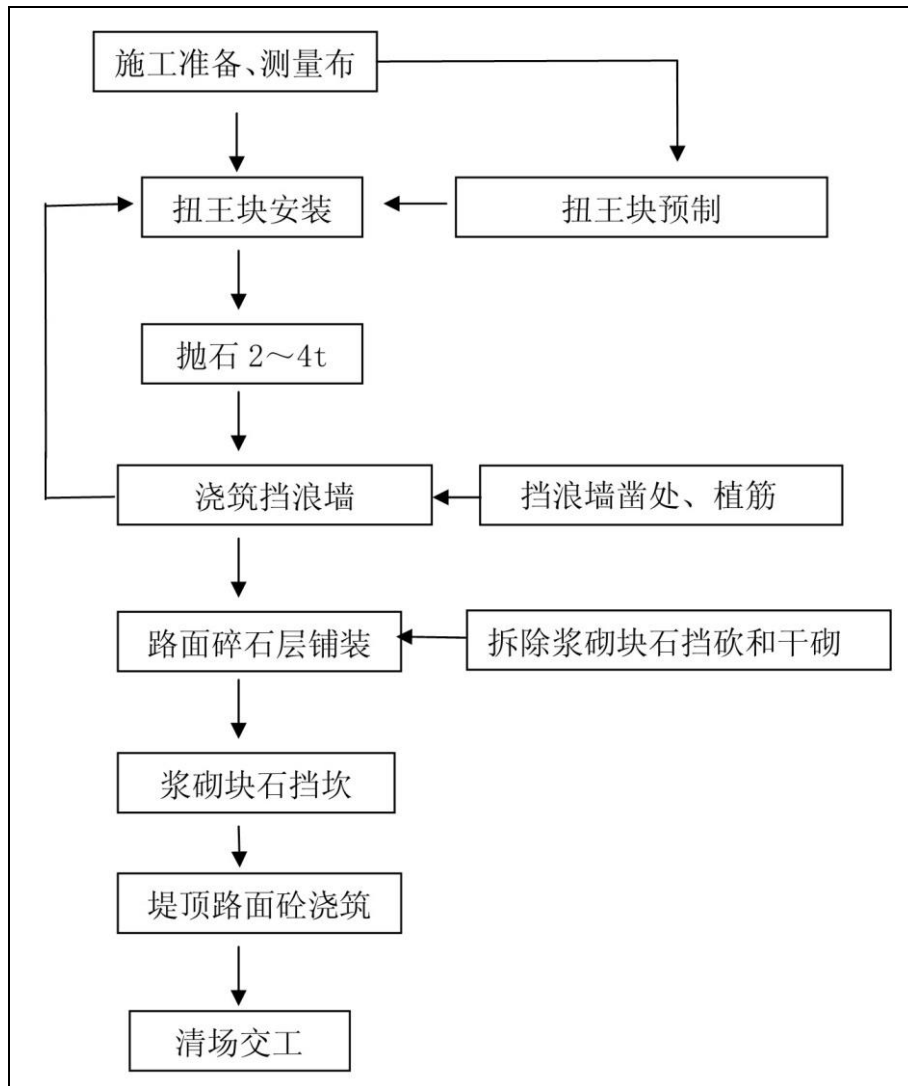 施工准备、测量布
扭王块安装
扭王块预制
抛石 2～4t
浇筑挡浪墙
挡浪墙凿处、植筋
路面碎石层铺装
拆除浆砌块石挡砍和干砌
浆砌块石挡坎
堤顶路面砼浇筑
清场交工